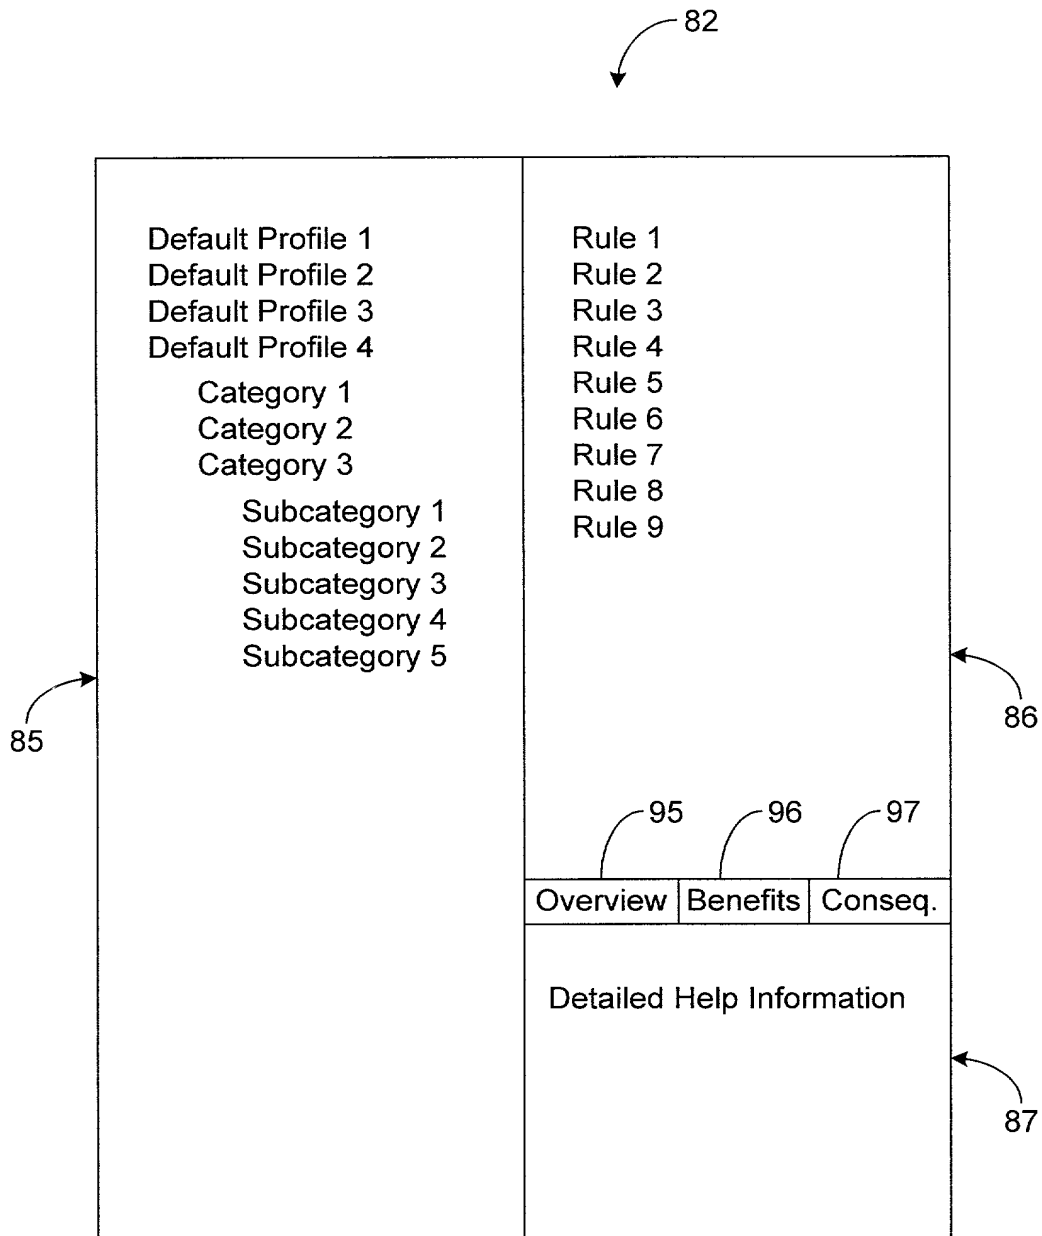 82
Default Profile 1
Default Profile 2
Default Profile 3
Default Profile 4
Category 1
Category 2
Category 3
Subcategory 1
Subcategory 2
Subcategory 3
Subcategory 4
Subcategory 5
85
Rule 1
Rule 2
Rule 3
Rule 4
Rule 5
Rule 6
Rule 7
Rule 8
Rule 9
86
95 96 97
Overview Benefits Conseq.
Detailed Help Information
87